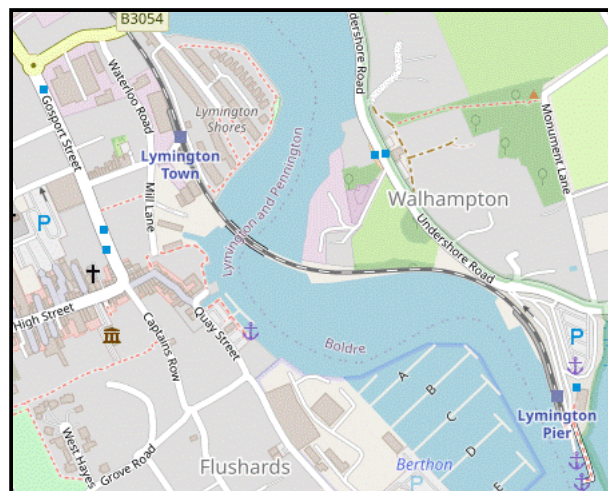 B3054
Gosport Street
Waterloo Road
Lymington
Shores
Undershore Road
Monument Lane
Lymington
Town
Mill Lane
Walhampton
Lymington and Pennington
Undershore Road
P
High Street
Captains Row
Quay Street
Boldre
P
A
B
C
D
E
Lymington
Pier
West Hayes
Grove Road
Flushards
Berthon
P